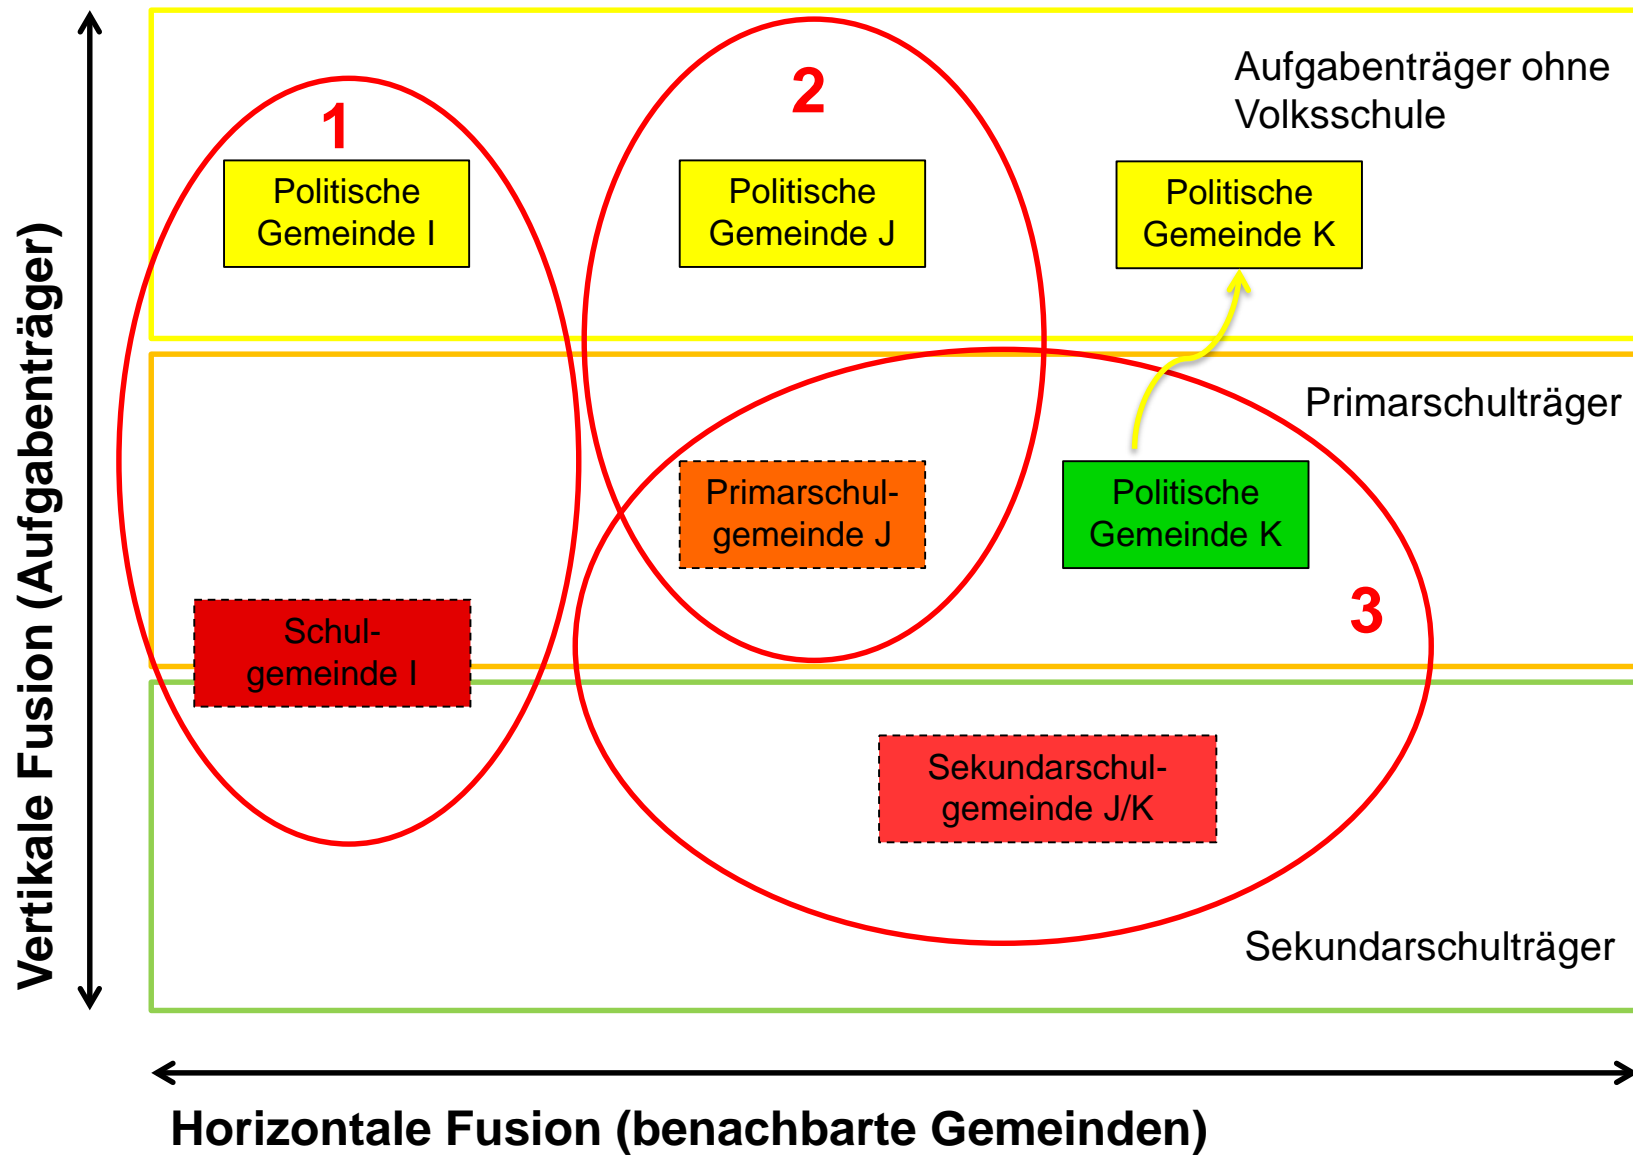 Vertikale Fusion (Aufgabenträger)
1
2
Aufgabenträger ohne
Volksschule
Politische
Gemeinde I
Politische
Gemeinde J
Politische
Gemeinde K
Primarschulträger
Primarschul-
gemeinde J
Politische
Gemeinde K
3
Schul-
gemeinde I
Sekundarschul-
gemeinde J/K
Sekundarschulträger
Horizontale Fusion (benachbarte Gemeinden)